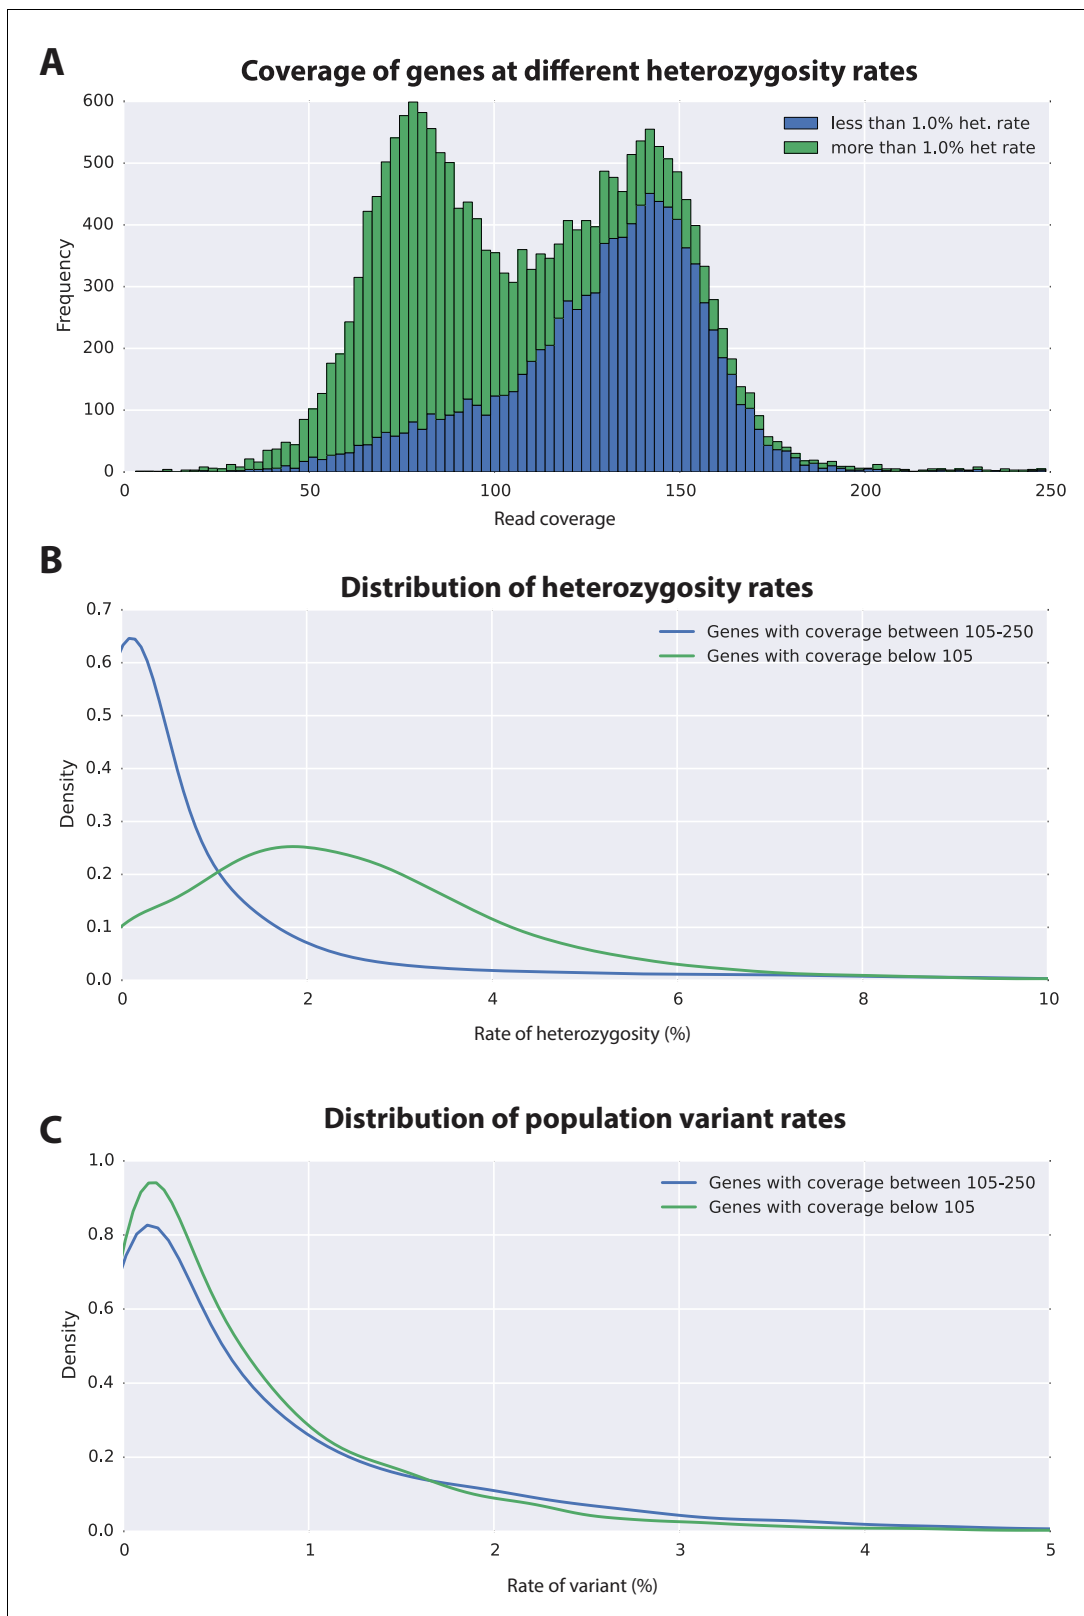 A
Coverage of genes at different heterozygosity rates
600
500
400
300
200
100
0
Frequency
less than 1.0% het. rate
more than 1.0% het rate
0 50 100 150 200 250
Read coverage
B
Distribution of heterozygosity rates
0.7
0.6
0.5
0.4
0.3
0.2
0.1
0.0
Density
Genes with coverage between 105-250
Genes with coverage below 105
0 2 4 6 8 10
Rate of heterozygosity (%)
C
Distribution of population variant rates
1.0
0.8
0.6
0.4
0.2
0.0
Density
Genes with coverage between 105-250
Genes with coverage below 105
0 1 2 3 4 5
Rate of variant (%)